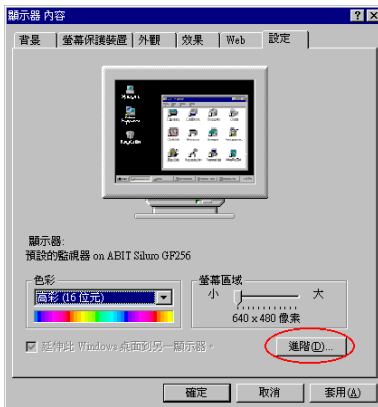 顯示器 內容
背景 螢幕保護裝置 外觀 效果 Web 設定
顯示器:
預設的監視器 on ABIT Siluro GF256
色彩
高彩 (16 位元)
螢幕區域
小 大
640 x 480 像素
延伸此 Windows 桌面到另一顯示器。
進階(D)...
確定 取消 套用(A)